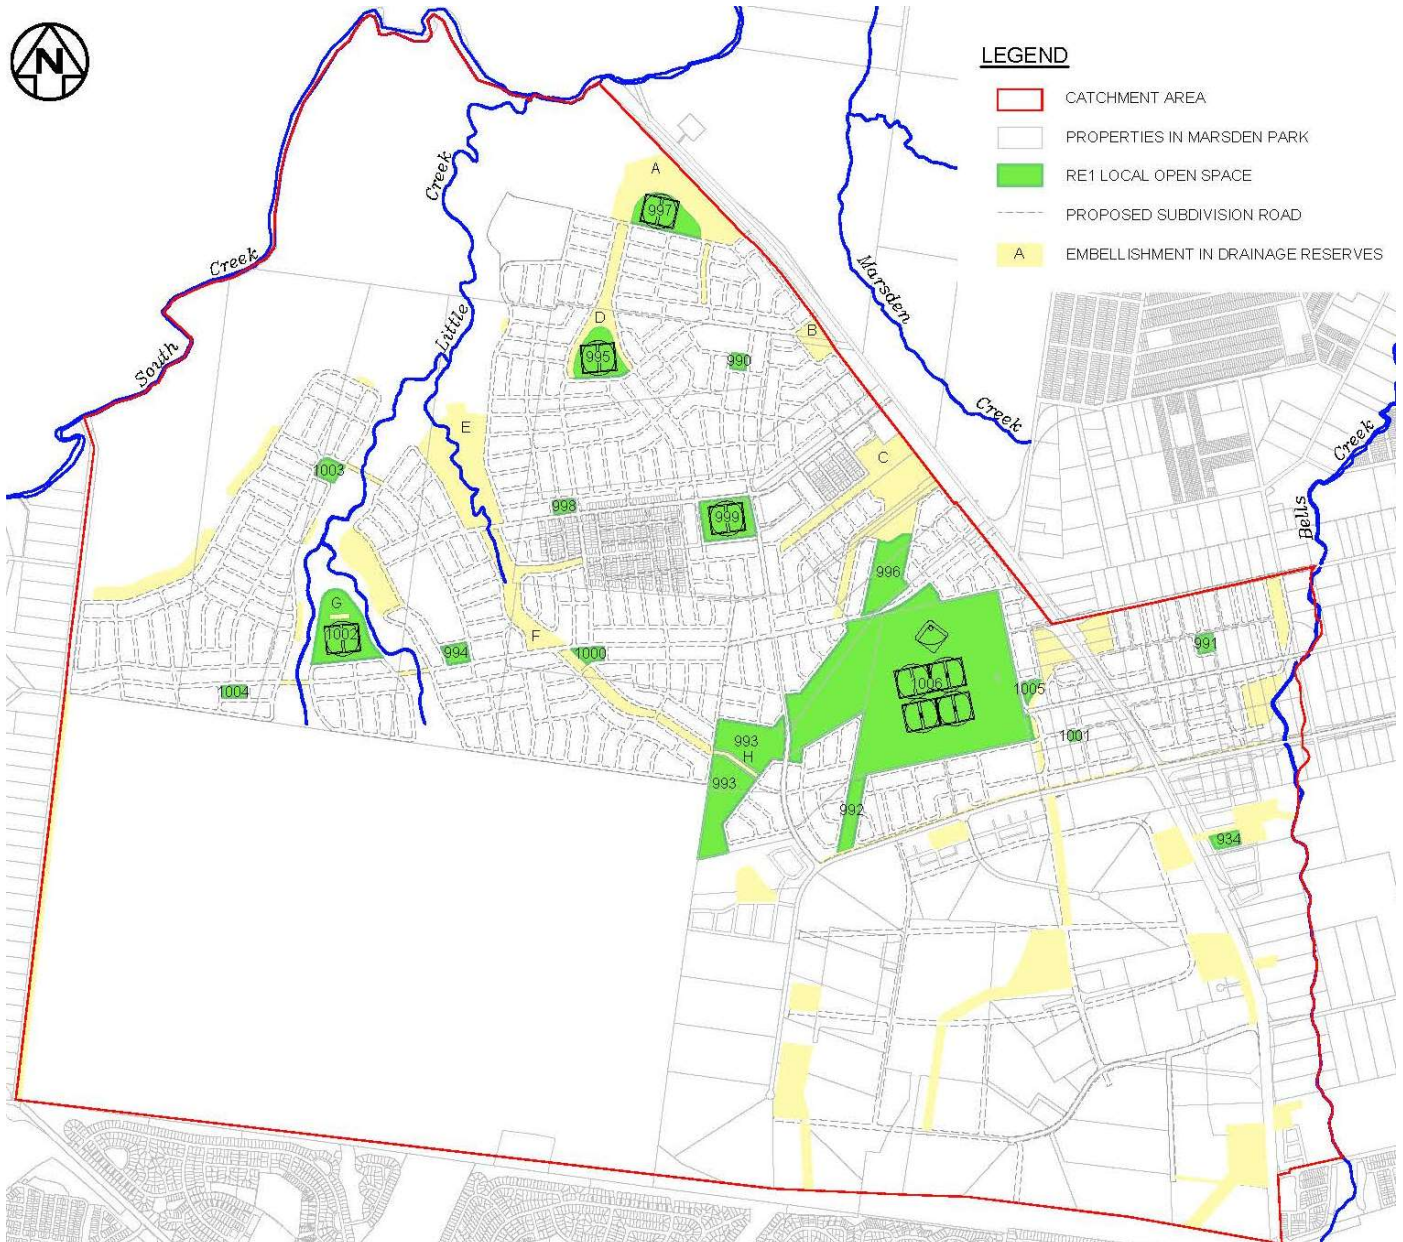 N
LEGEND
CATCHMENT AREA
PROPERTIES IN MARSDEN PARK
RE1 LOCAL OPEN SPACE
PROPOSED SUBDIVISION ROAD
A EMBELLISHMENT IN DRAINAGE RESERVES
A
997
Creek
Creek
South
Little
Marsden
Creek
D
995
B
990
E
C
1003
998
999
Creek
Bells
996
G
1002
F
994
1000
991
1004
1006
1005
993
H
1001
993
992
934